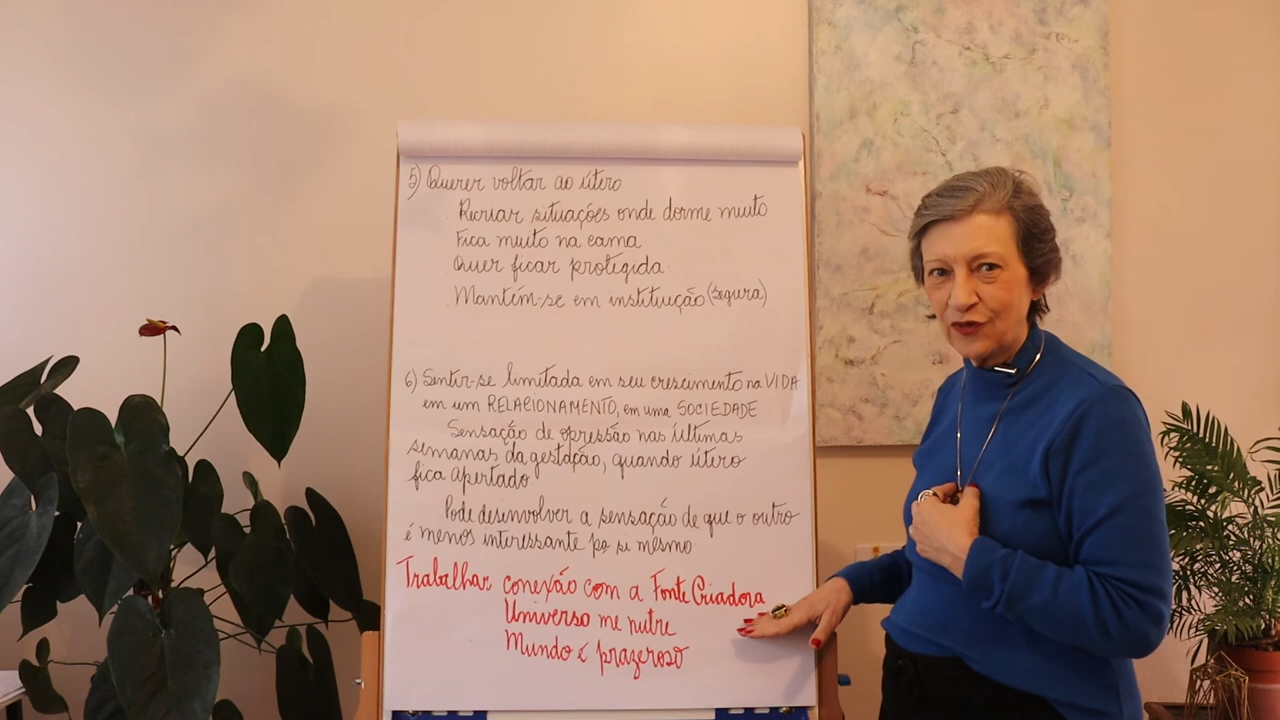 5) Querer voltar ao útero
Recriar situações onde dorme muito
Fica muito na cama
Quer ficar protegida
Mantém-se em instituição (segura)
6) Sentir-se limitada em seu crescimento na VIDA
em um RELACIONAMENTO, em uma SOCIEDADE
Sensação de opressão nas últimas
semanas da gestação, quando útero
fica apertado
Pode desenvolver a sensação de que o outro
é menos interessante pa si mesmo
Trabalhar conexão com a Fonte Criadora
Universo me nutre
Mundo é prazeroso